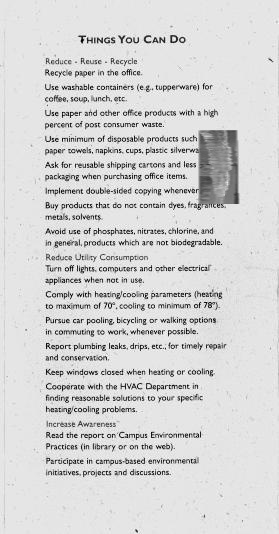 THINGS YOU CAN DO
Reduce - Reuse - Recycle
Recycle paper in the office.
Use washable containers (e.g., tupperware) for
coffee, soup, lunch, etc.
Use paper and other office products with a high
percent of post consumer waste.
Use minimum of disposable products such
paper towels, napkins, cups, plastic silverwa
Ask for reusable shipping cartons and less
packaging when purchasing office items.
Implement double-sided copying whenever
Buy products that do not contain dyes, fragrances,
metals, solvents.
Avoid use of phosphates, nitrates, chlorine, and
in general, products which are not biodegradable.
Reduce Utility Consumption
Turn off lights, computers and other electrical
appliances when not in use.
Comply with heating/cooling parameters (heating
to maximum of 70°, cooling to minimum of 78°).
Pursue car pooling, bicycling or walking options
in commuting to work, whenever possible.
Report plumbing leaks, drips, etc., for timely repair
and conservation.
Keep windows closed when heating or cooling.
Cooperate with the HVAC Department in
finding reasonable solutions to your specific
heating/cooling problems.
Increase Awareness
Read the report on Campus Environmental
Practices (in library or on the web).
Participate in campus-based environmental
initiatives, projects and discussions.